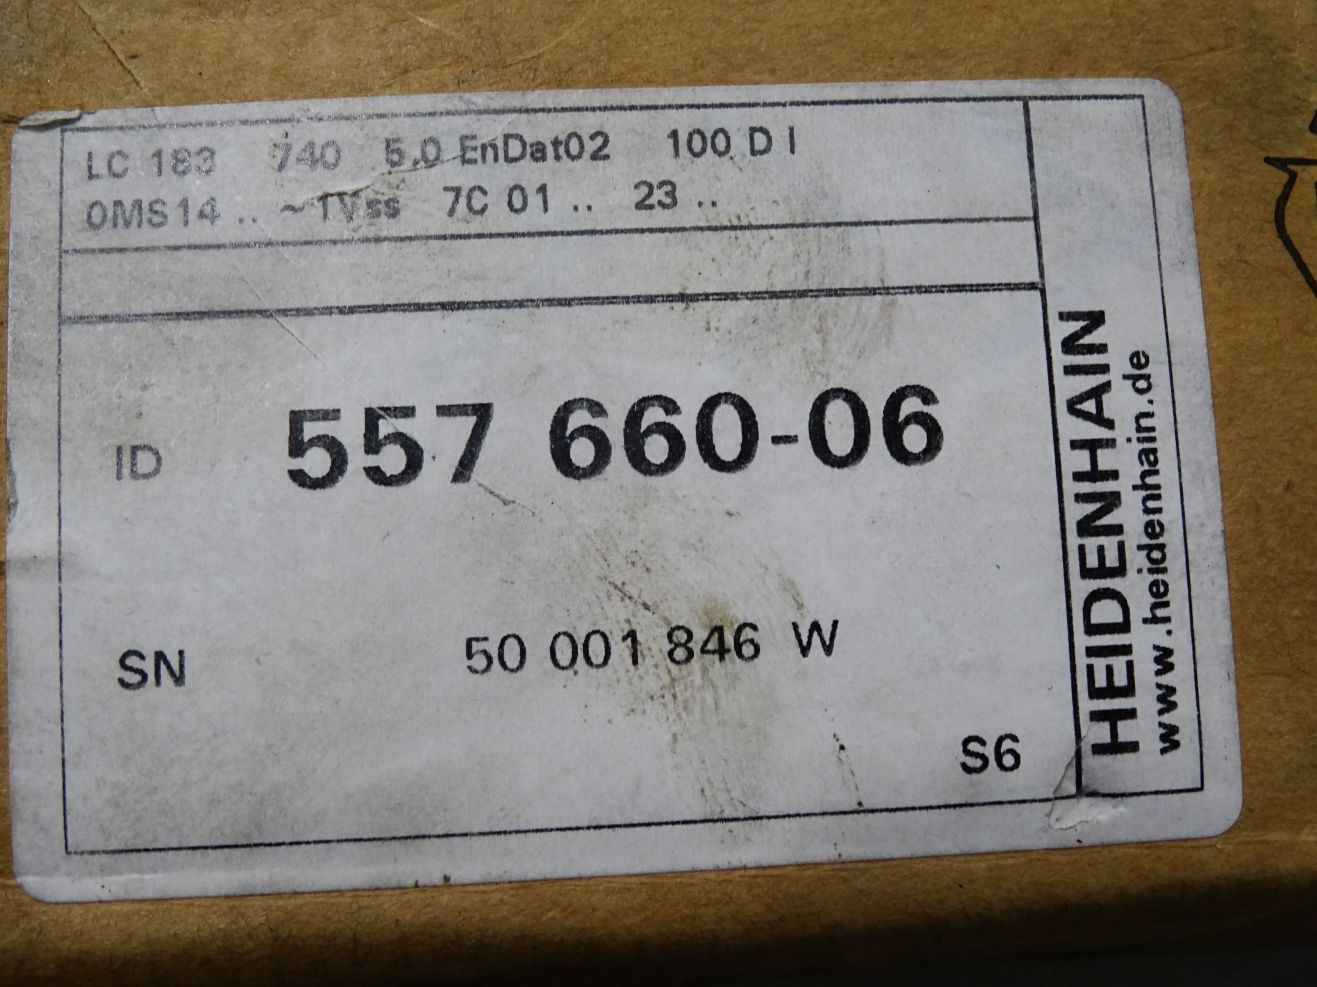 LC 183 740 5,0 EnDat02 100 D I
0MS14 .. ~1Vss 7C 01 .. 23 ..
ID 557 660-06
SN 50 001 846 W
S6
HEIDENHAIN
www.heidenhain.de